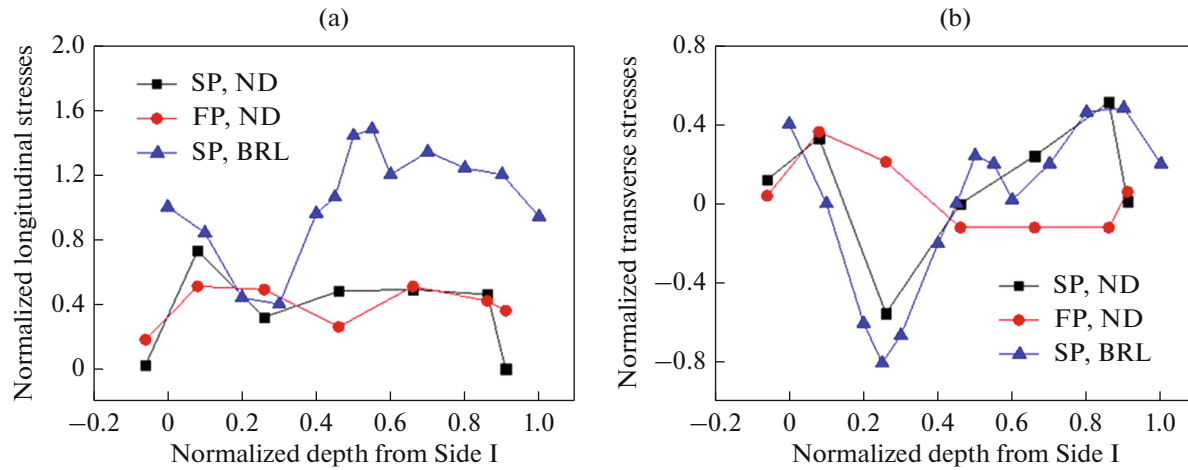 (a)
Normalized longitudinal stresses
2.0
1.6
1.2
0.8
0.4
0
SP, ND
FP, ND
SP, BRL
−0.2
0
0.2
0.4
0.6
0.8
1.0
Normalized depth from Side I
(b)
Normalized transverse stresses
0.8
0.4
0
−0.4
−0.8
SP, ND
FP, ND
SP, BRL
−0.2
0
0.2
0.4
0.6
0.8
1.0
Normalized depth from Side I